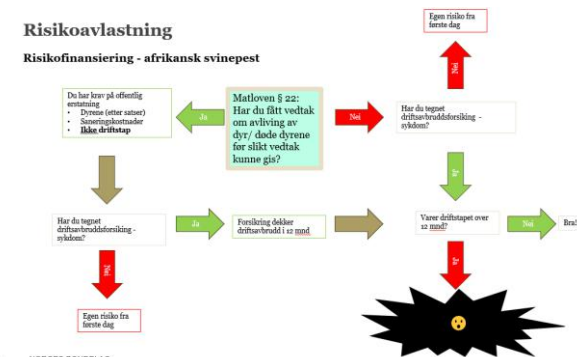 Risikoavlastning
Risikofinansiering - afrikansk svinepest
Egen risiko fra
første dag
Nei
Du har krav på offentlig
erstatning
• Dyrene (etter satser)
• Saneringskostnader
• Ikke driftstap
Ja
Matloven § 22:
Har du fått vedtak
om avliving av
dyr/ døde dyrene
før slikt vedtak
kunne gis?
Nei
Har du tegnet
driftsavbruddsforsiking -
sykdom?
Ja
Har du tegnet
driftsavbruddsforsiking -
sykdom?
Ja
Forsikring dekker
driftsavbrudd i 12 mnd
Varer driftstapet over
12 mnd?
Nei
Bra!
Nei
Ja
Egen risiko fra
første dag